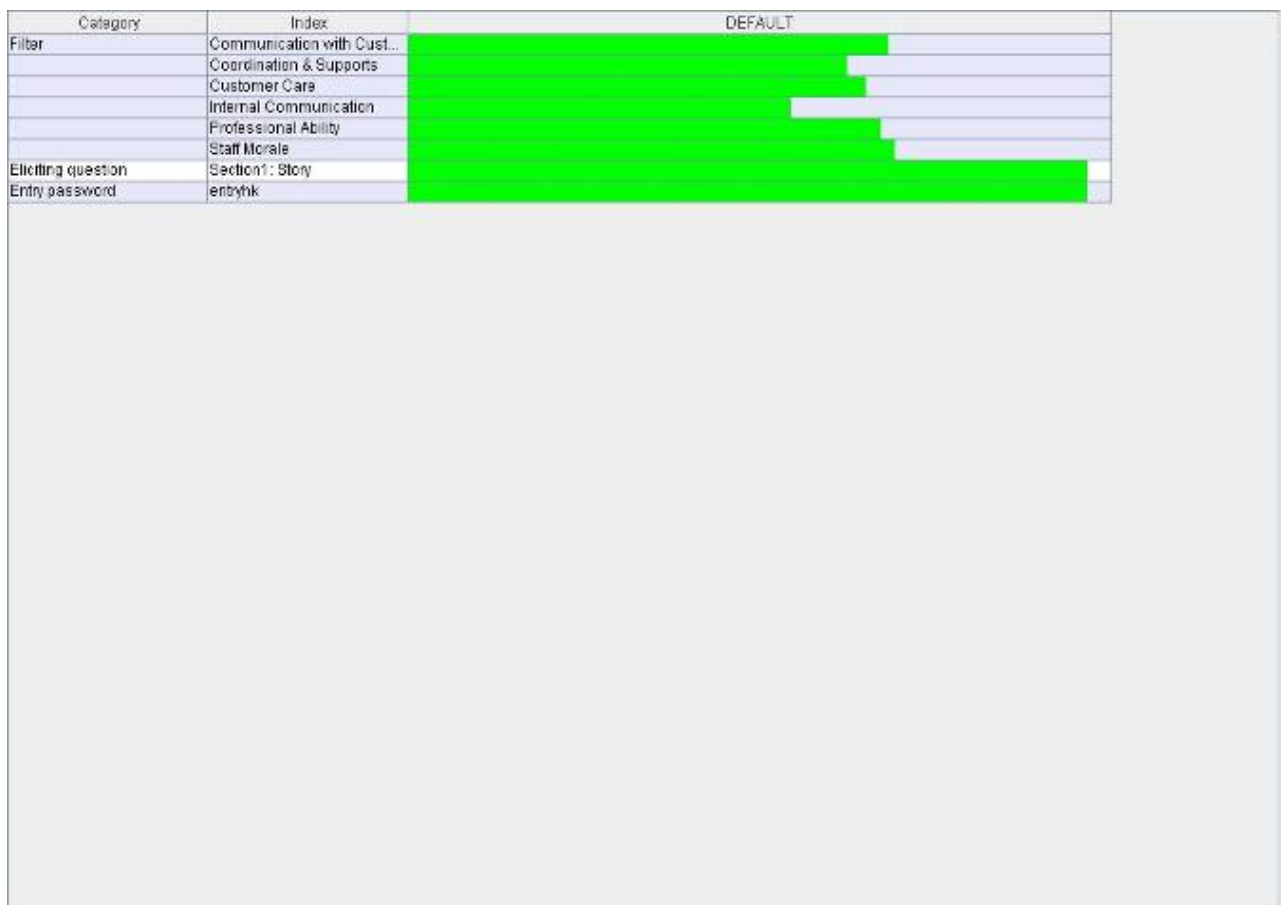 Category Index DEFAULT
Filter Communication with Cust...
Coordination & Supports
Customer Care
Internal Communication
Professional Ability
Staff Morale
Eliciting question Section1: Story
Entry password entryhk